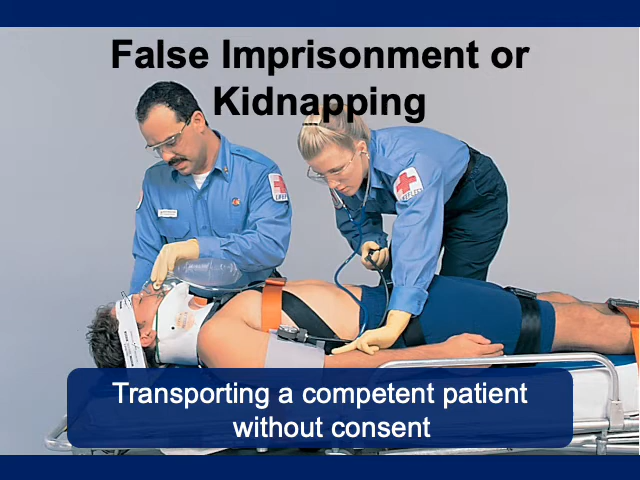 False Imprisonment or
Kidnapping
Transporting a competent patient
without consent